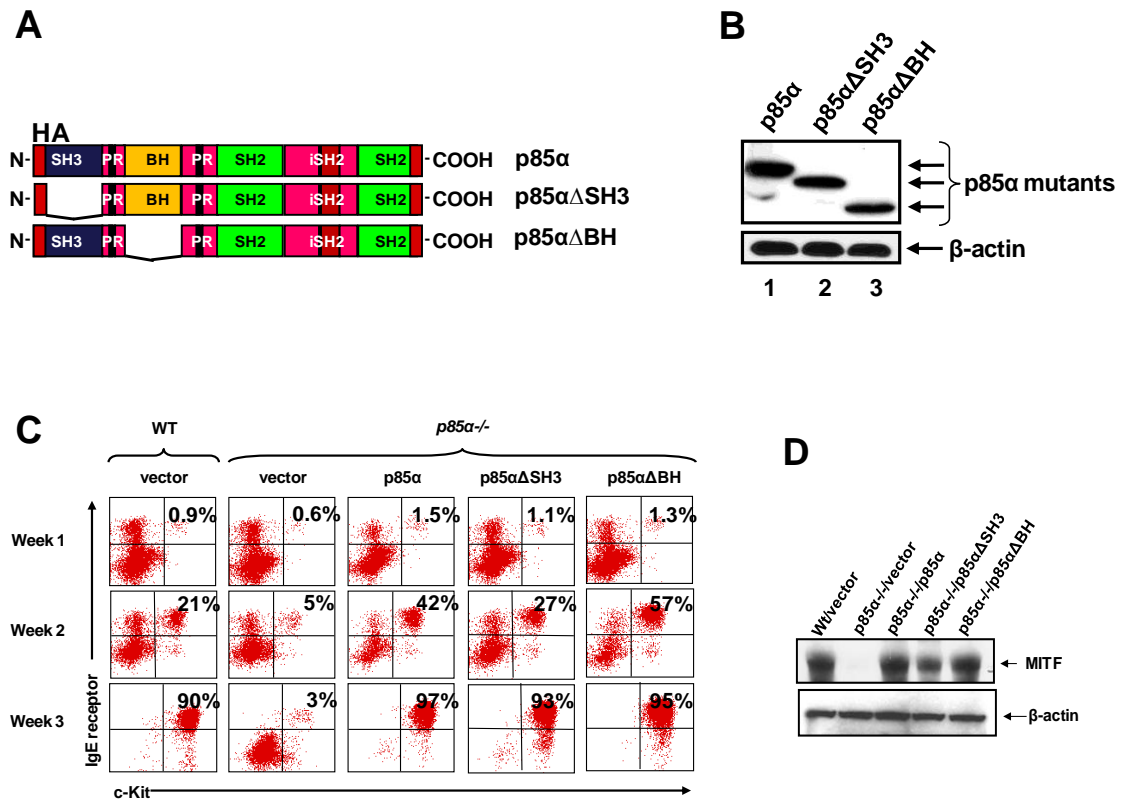 A
HA
N- SH3 PR BH PR SH2 iSH2 SH2 -COOH p85α
N- PR BH PR SH2 iSH2 SH2 -COOH p85αΔSH3
N- SH3 PR PR SH2 iSH2 SH2 -COOH p85αΔBH
B
p85α p85αΔSH3 p85αΔBH
p85α mutants
β-actin
1 2 3
C
WT p85α-/-
vector vector p85α p85αΔSH3 p85αΔBH
Week 1 0.9% 0.6% 1.5% 1.1% 1.3%
Week 2 21% 5% 42% 27% 57%
Week 3 90% 3% 97% 93% 95%
IgE receptor
c-Kit
D
Wt/vector p85α-/-/vector p85α-/-/p85α p85α-/-/p85αΔSH3 p85α-/-/p85αΔBH
MITF
β-actin